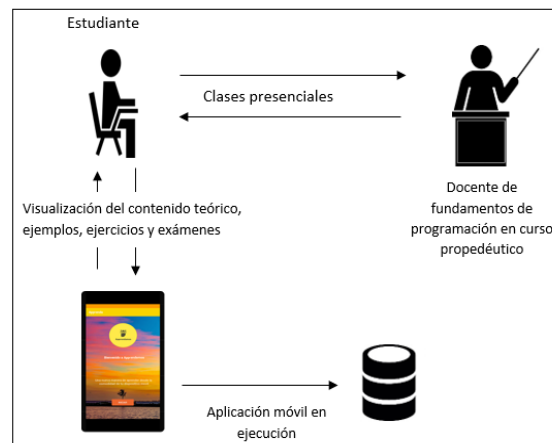 Estudiante
Clases presenciales
Visualización del contenido teórico,
ejemplos, ejercicios y exámenes
Docente de
fundamentos de
programación en curso
propedéutico
Aplicación móvil en
ejecución